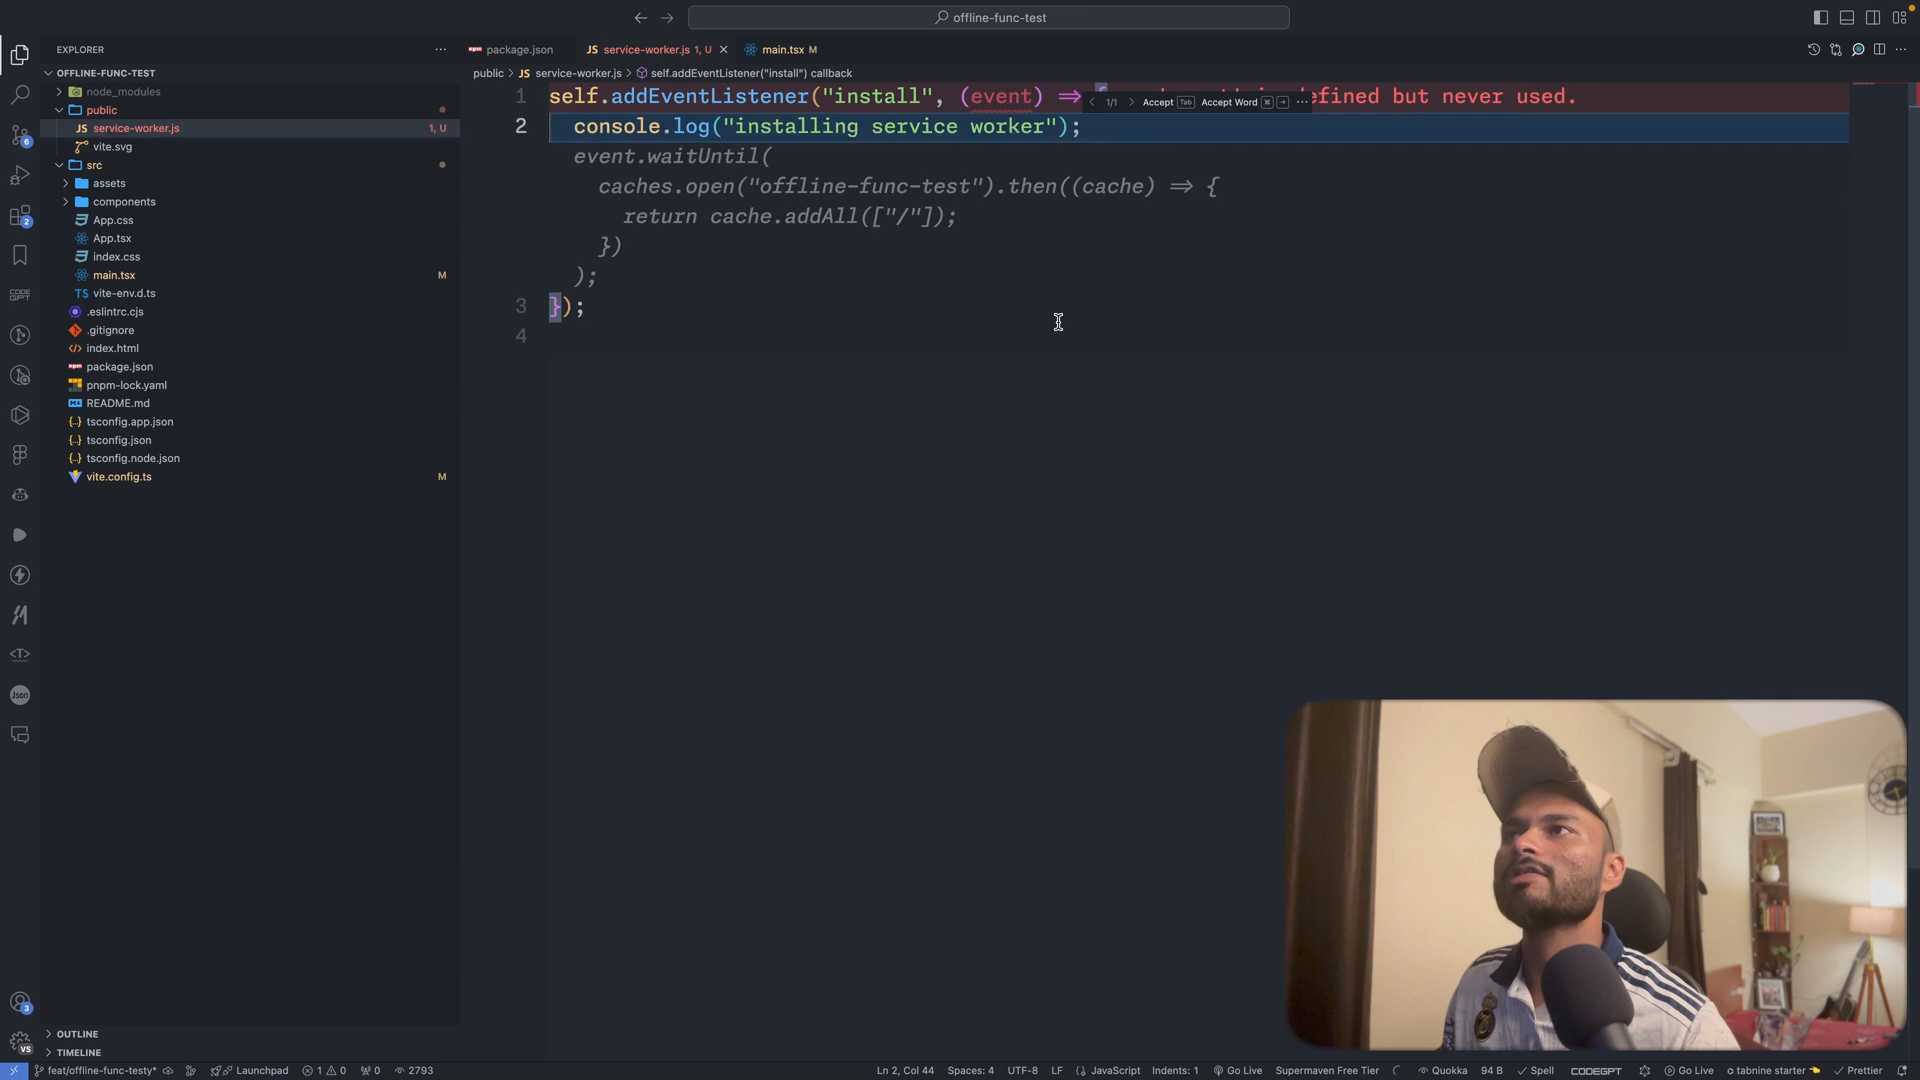 offline-func-test
EXPLORER
package.json
service-worker.js 1, U
main.tsx M
OFFLINE-FUNC-TEST
public > service-worker.js > self.addEventListener("install") callback
node_modules
public
service-worker.js 1, U
vite.svg
src
assets
components
App.css
App.tsx
index.css
main.tsx M
vite-env.d.ts
.eslintrc.cjs
.gitignore
index.html
package.json
pnpm-lock.yaml
README.md
tsconfig.app.json
tsconfig.json
tsconfig.node.json
vite.config.ts M
1 self.addEventListener("install", (event) => fined but never used.
1/1 Accept Tab Accept Word ⌘ → ...
2 console.log("installing service worker");
event.waitUntil(
caches.open("offline-func-test").then((cache) => {
return cache.addAll(["/"]);
})
);
3 });
4
6
2
Json
3
VS
OUTLINE
TIMELINE
feat/offline-func-testy* Launchpad 1 0 0 2793 Ln 2, Col 44 Spaces: 4 UTF-8 LF JavaScript Indents: 1 Go Live Supermaven Free Tier Quokka 94 B Spell CODEGPT Go Live tabnine starter Prettier